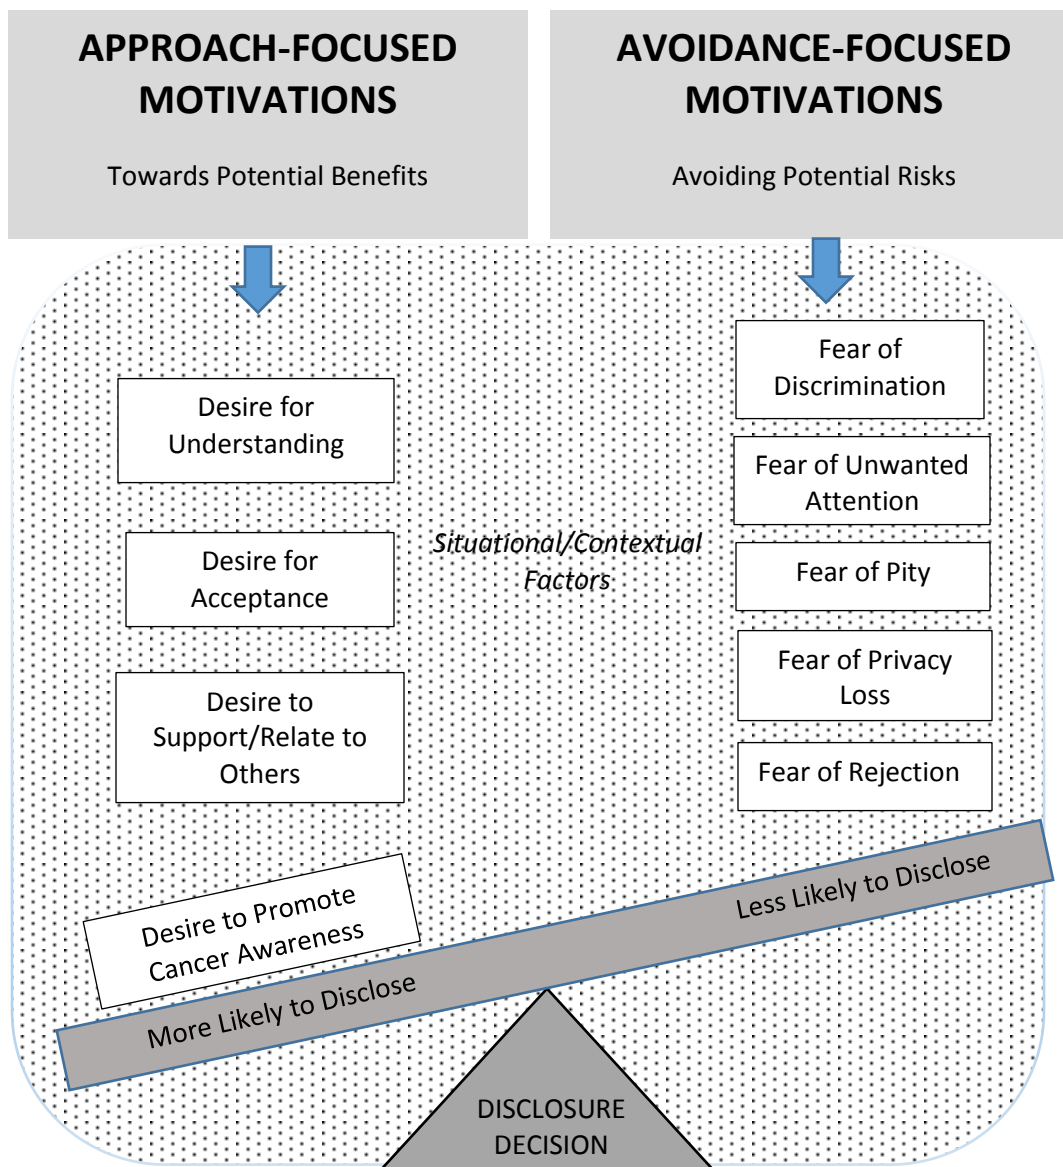 APPROACH-FOCUSED
MOTIVATIONS
Towards Potential Benefits
AVOIDANCE-FOCUSED
MOTIVATIONS
Avoiding Potential Risks
Desire for
Understanding
Desire for
Acceptance
Desire to
Support/Relate to
Others
Desire to Promote
Cancer Awareness
Situational/Contextual
Factors
Fear of
Discrimination
Fear of Unwanted
Attention
Fear of Pity
Fear of Privacy
Loss
Fear of Rejection
More Likely to Disclose
Less Likely to Disclose
DISCLOSURE
DECISION